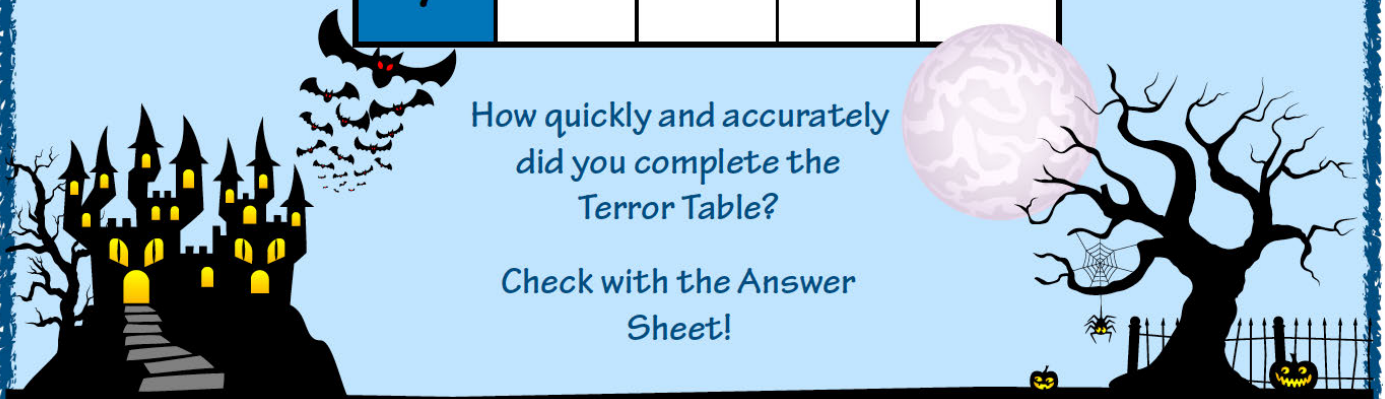 How quickly and accurately
did you complete the
Terror Table?
Check with the Answer
Sheet!